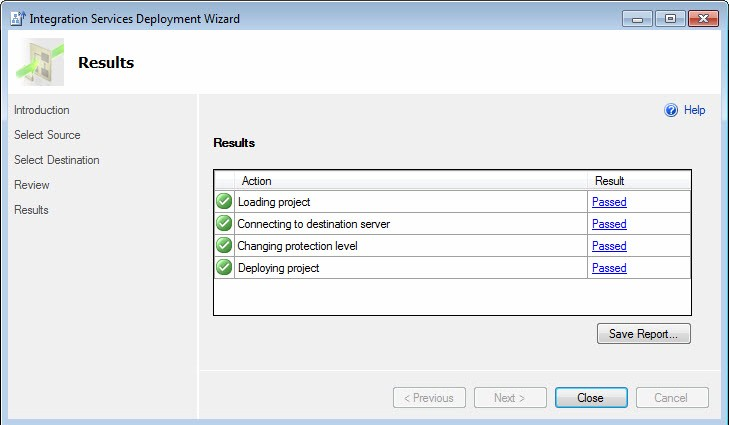 Integration Services Deployment Wizard
Results
Introduction
Select Source
Select Destination
Review
Results
Help
Results
Action Result
Loading project Passed
Connecting to destination server Passed
Changing protection level Passed
Deploying project Passed
Save Report...
< Previous Next > Close Cancel